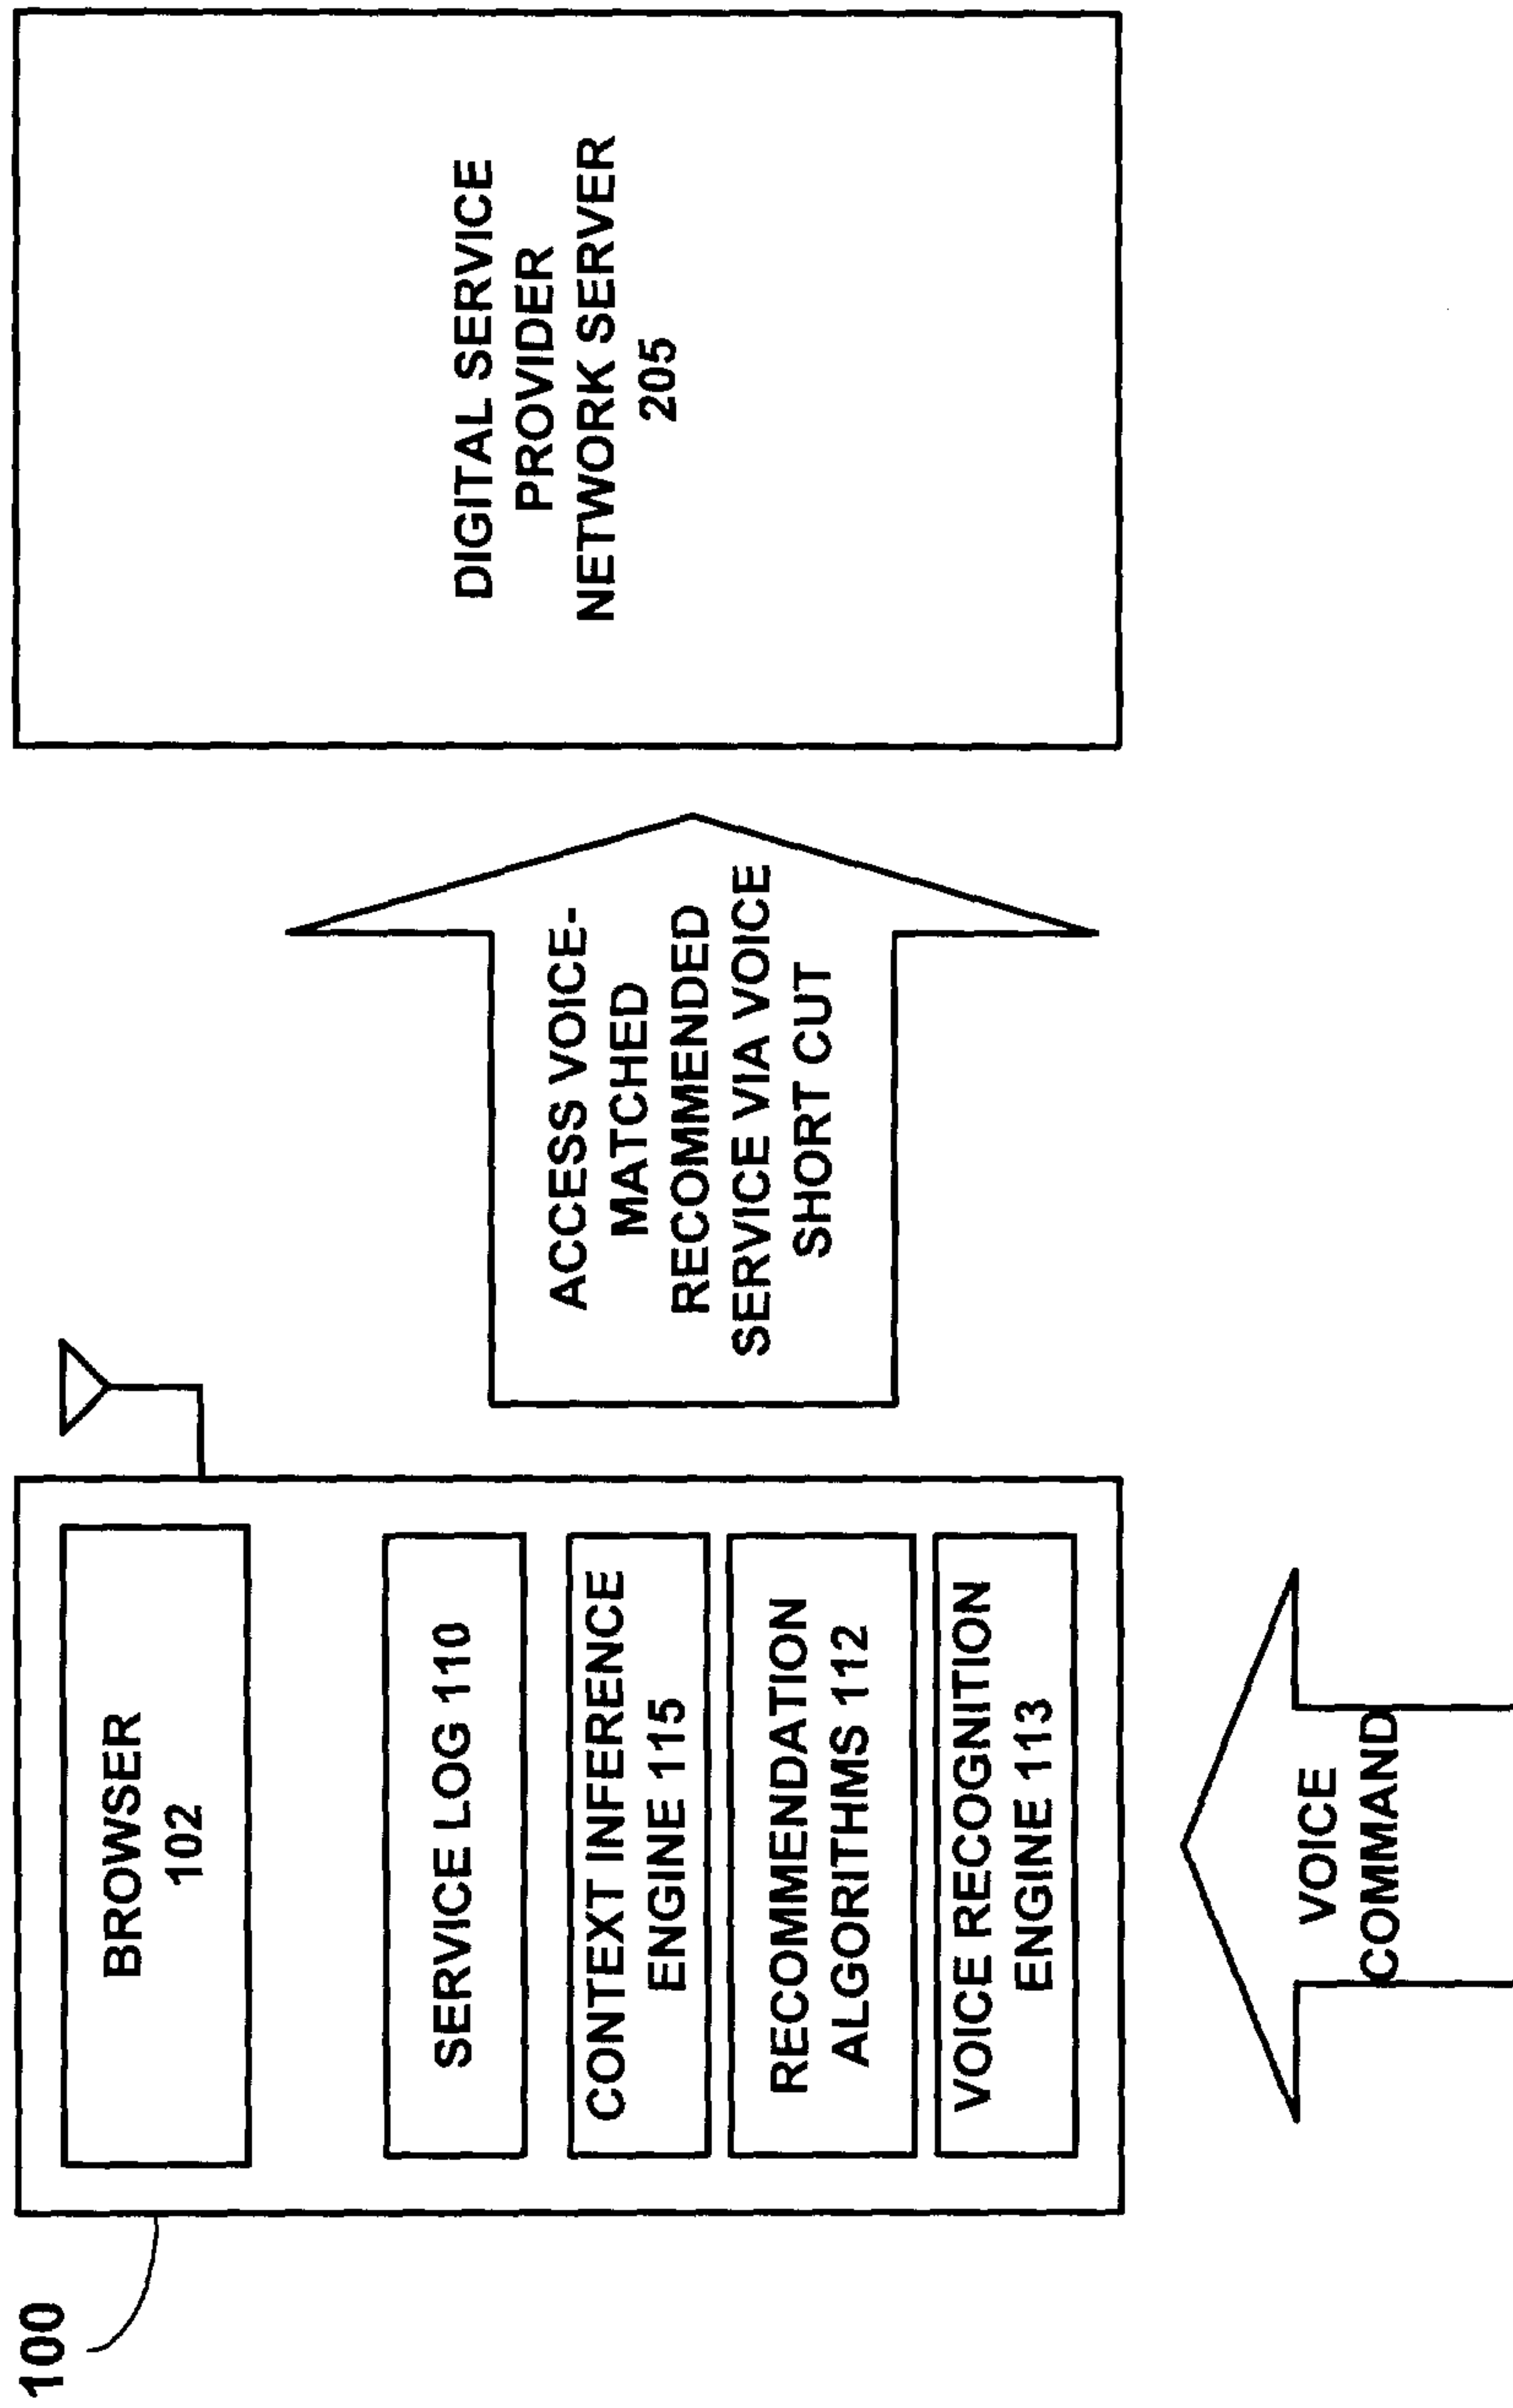 100
BROWSER
102
SERVICE LOG 110
CONTEXT INFERENCE
ENGINE 115
RECOMMENDATION
ALGORITHMS 112
VOICE RECOGNITION
ENGINE 113
VOICE
COMMAND
ACCESS VOICE-
MATCHED
RECOMMENDED
SERVICE VIA VOICE
SHORT CUT
DIGITAL SERVICE
PROVIDER
NETWORK SERVER
205